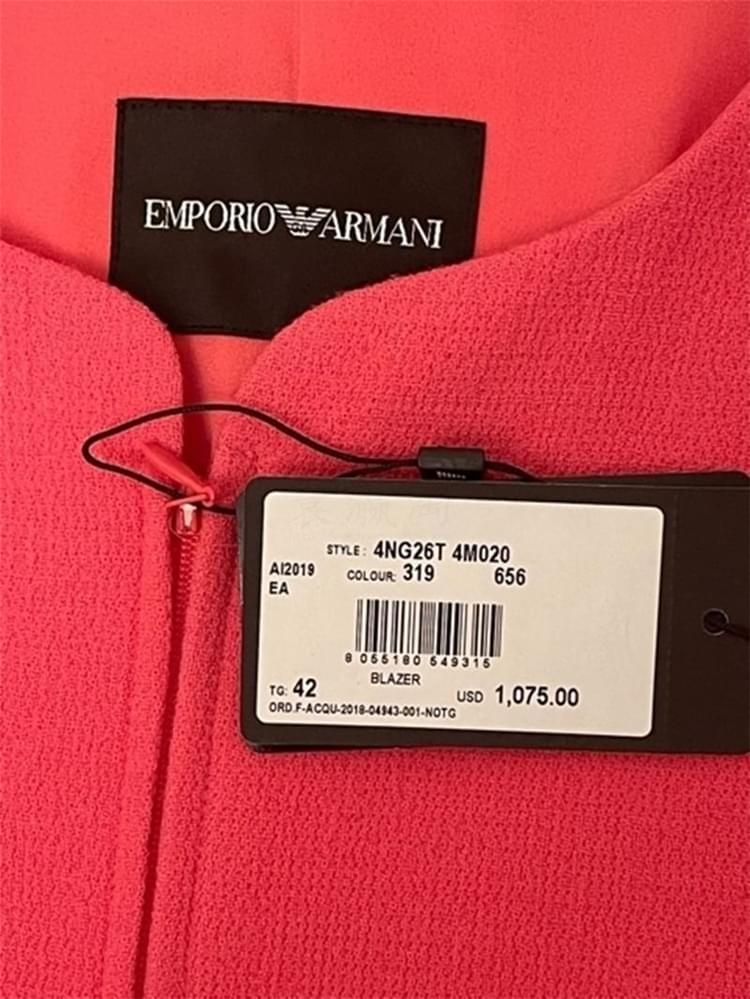 EMPORIO ARMANI
STYLE: 4NG26T 4M020
AI2019 COLOUR: 319 656
EA
8 055180 549315
BLAZER
TG: 42 USD 1,075.00
ORD.F-ACQU-2018-04943-001-NOTG